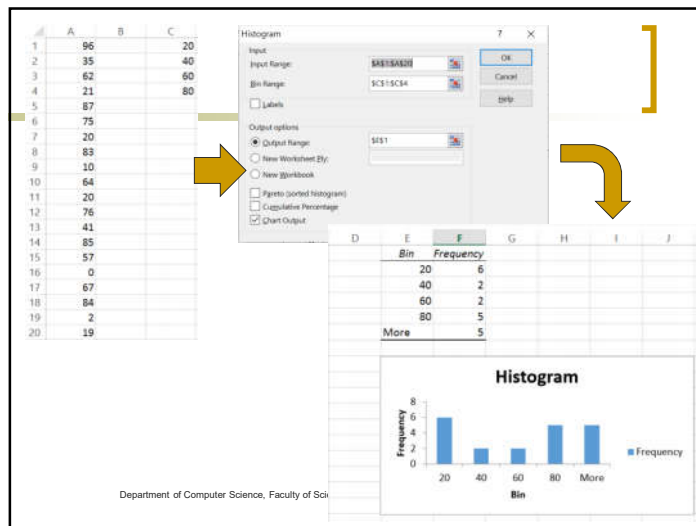 A B C
1 96 20
2 35 40
3 62 60
4 21 80
5 87
6 75
7 20
8 83
9 10
10 64
11 20
12 76
13 41
14 85
15 57
16 0
17 67
18 84
19 2
20 19
Histogram ? ×
Input
Input Range: $A$1:$A$20
Bin Range: $C$1:$C$4
Labels
OK
Cancel
Help
Output options
Output Range: $E$1
New Worksheet Ply:
New Workbook
Pareto (sorted histogram)
Cumulative Percentage
Chart Output
D E F G H I J
Bin Frequency
20 6
40 2
60 2
80 5
More 5
Histogram
Frequency
8
6
4
2
0
20 40 60 80 More
Bin
Frequency
Department of Computer Science, Faculty of Sci